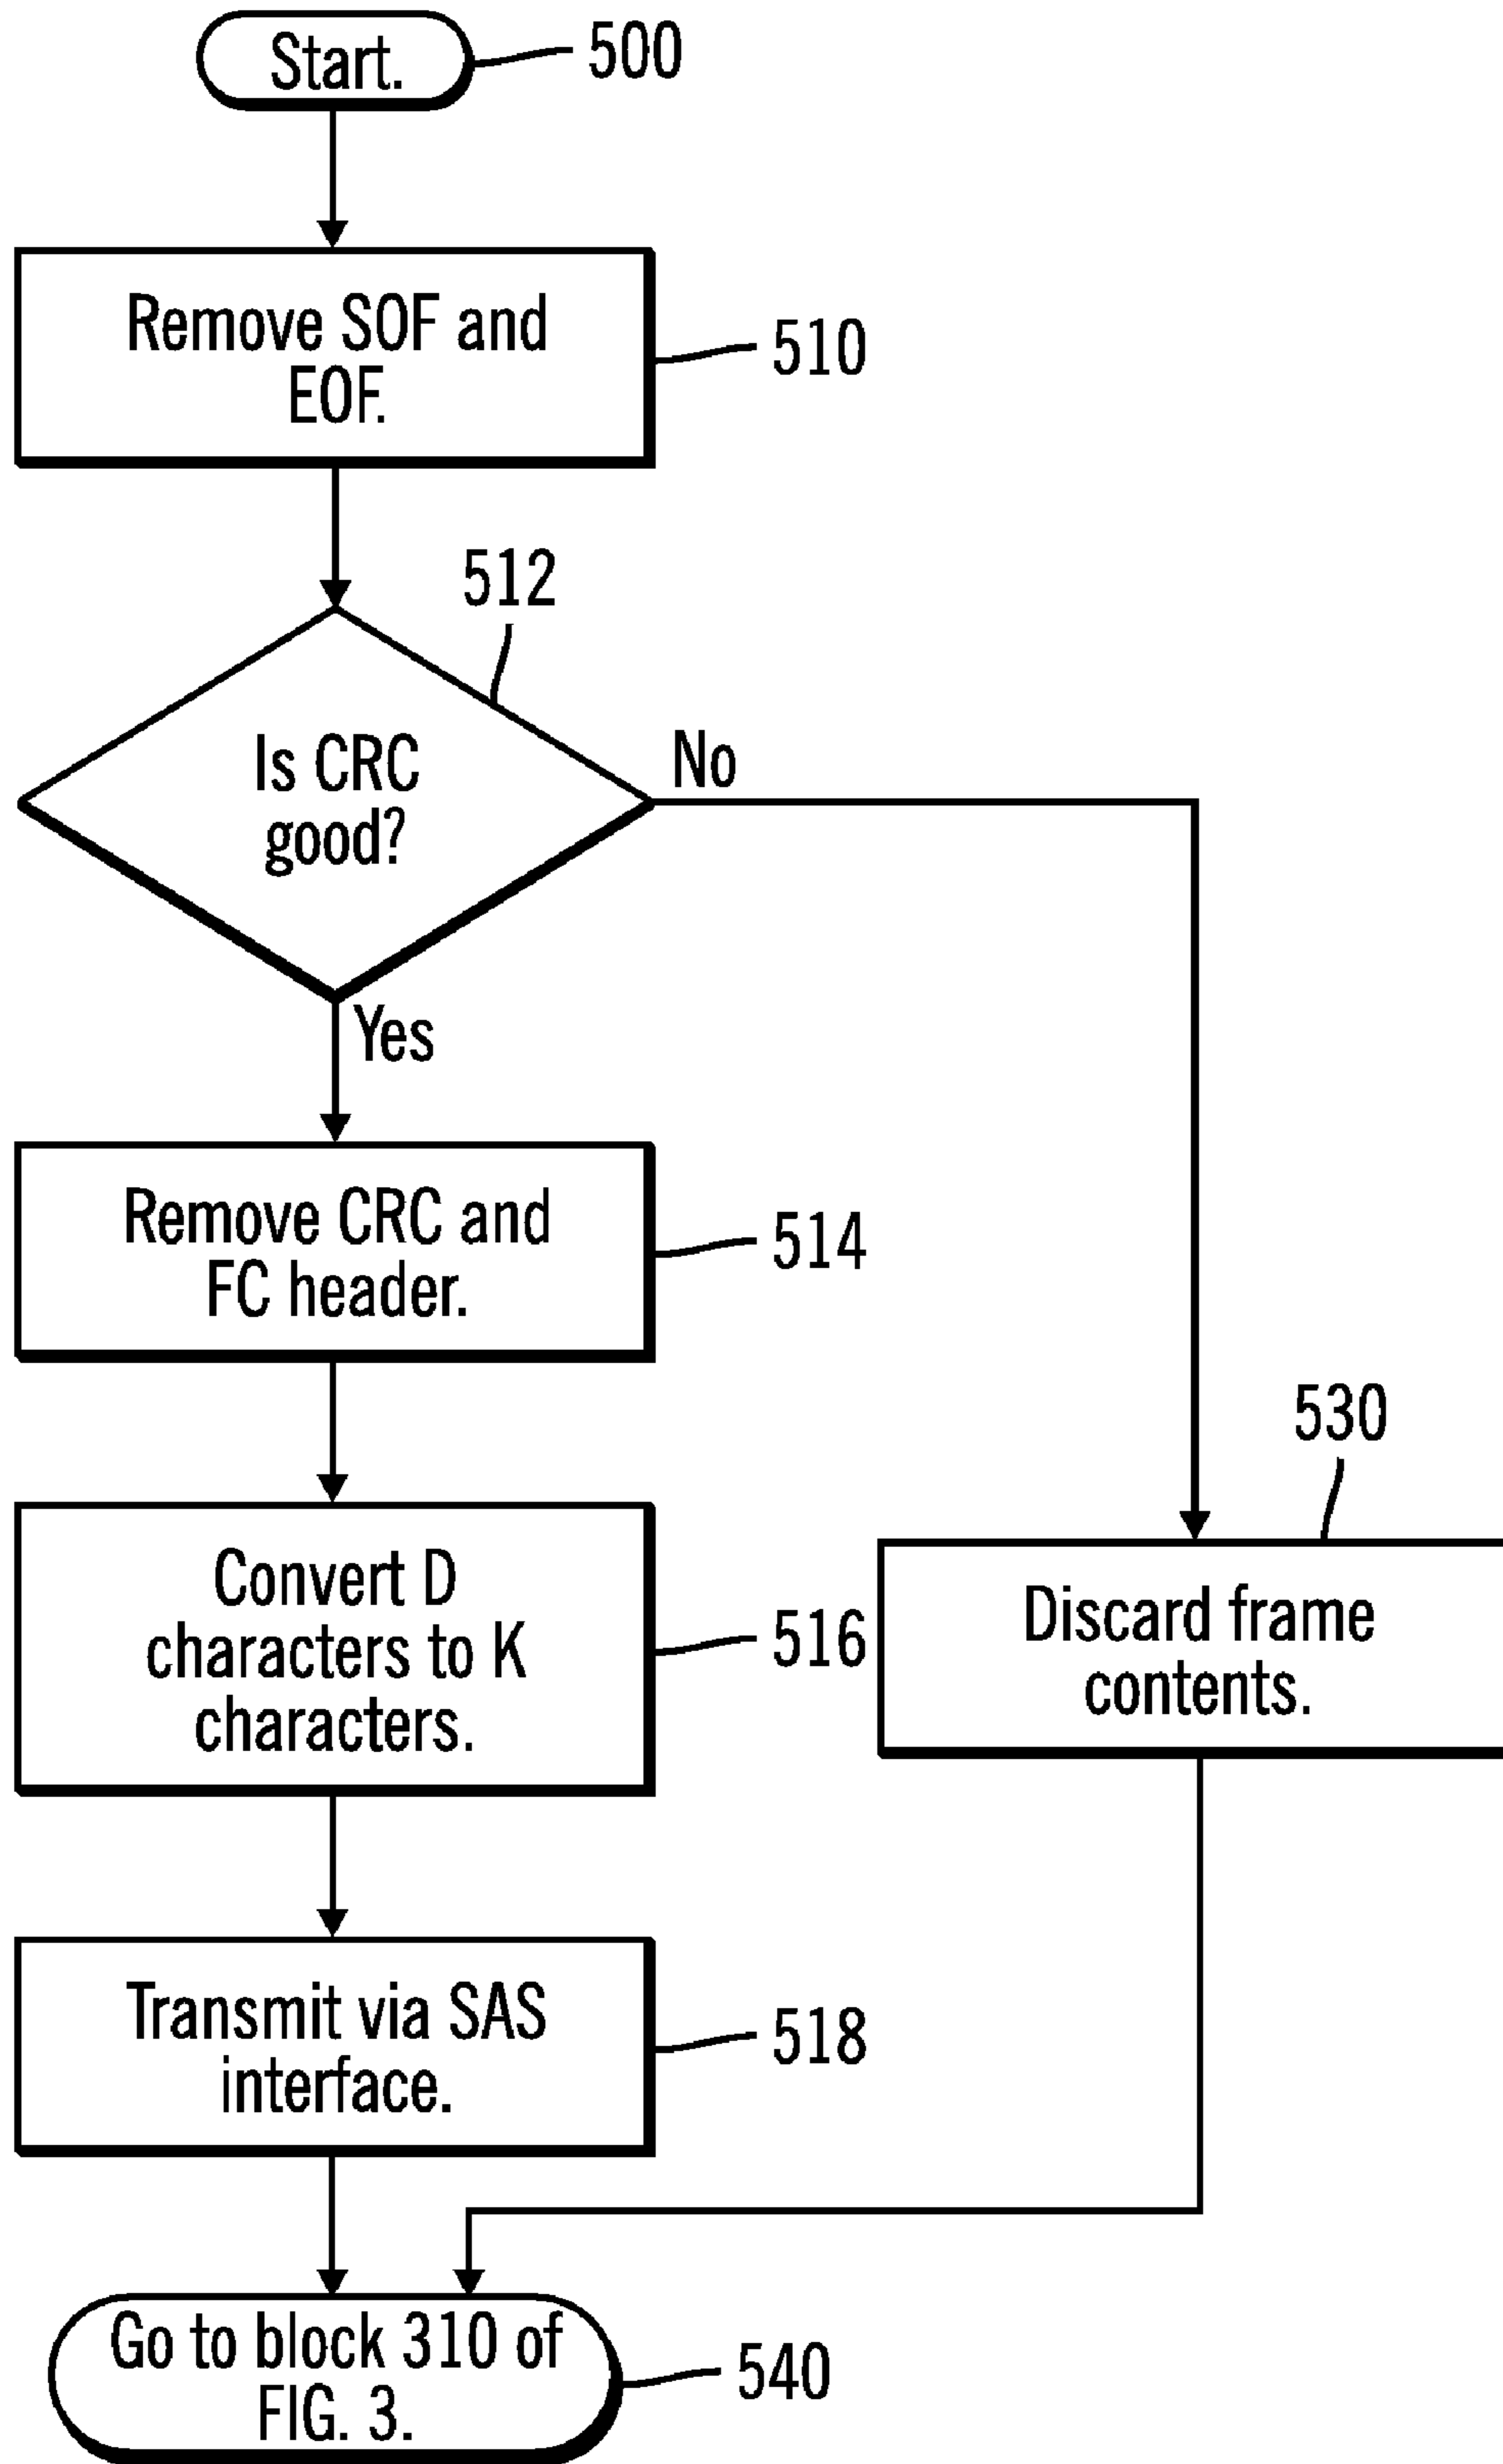 Start.
500
Remove SOF and
EOF.
510
512
Is CRC
good?
No
Yes
Remove CRC and
FC header.
514
Convert D
characters to K
characters.
516
530
Discard frame
contents.
Transmit via SAS
interface.
518
Go to block 310 of
FIG. 3.
540